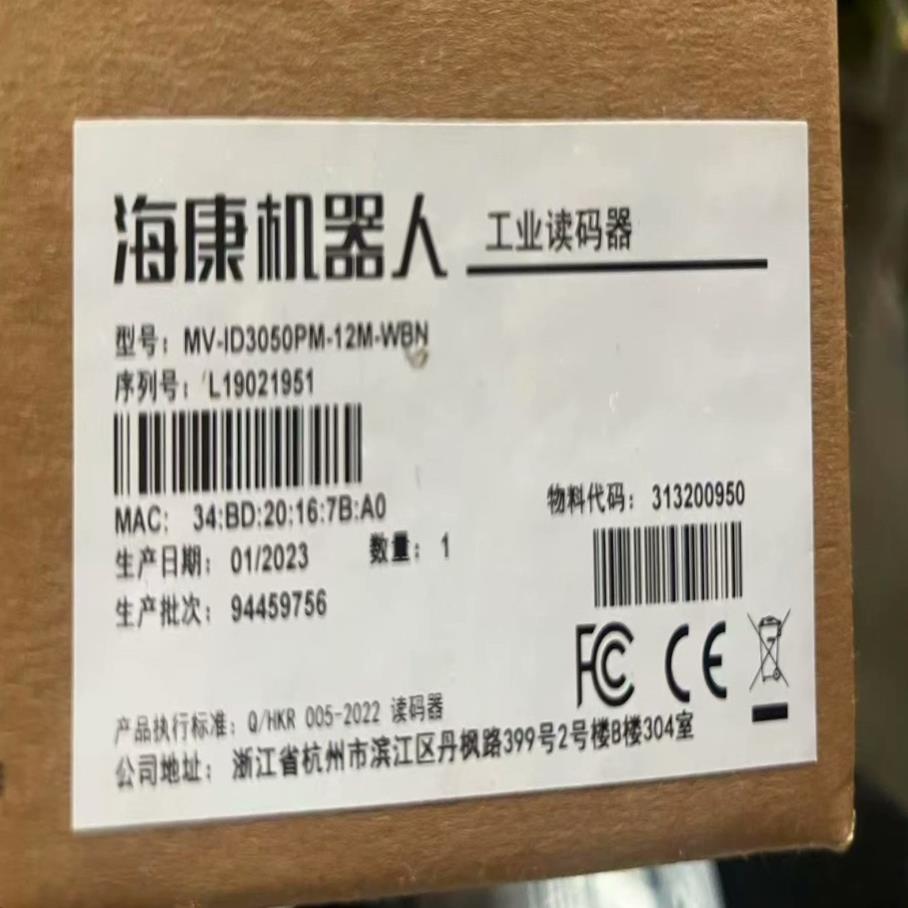 海康机器人 工业读码器
型号: MV-ID3050PM-12M-WBN
序列号: L19021951
MAC: 34:BD:20:16:7B:A0
物料代码: 313200950
生产日期: 01/2023 数量: 1
生产批次: 94459756
FC CE
产品执行标准: Q/HKR 005-2022 读码器
公司地址: 浙江省杭州市滨江区丹枫路399号2号楼B楼304室